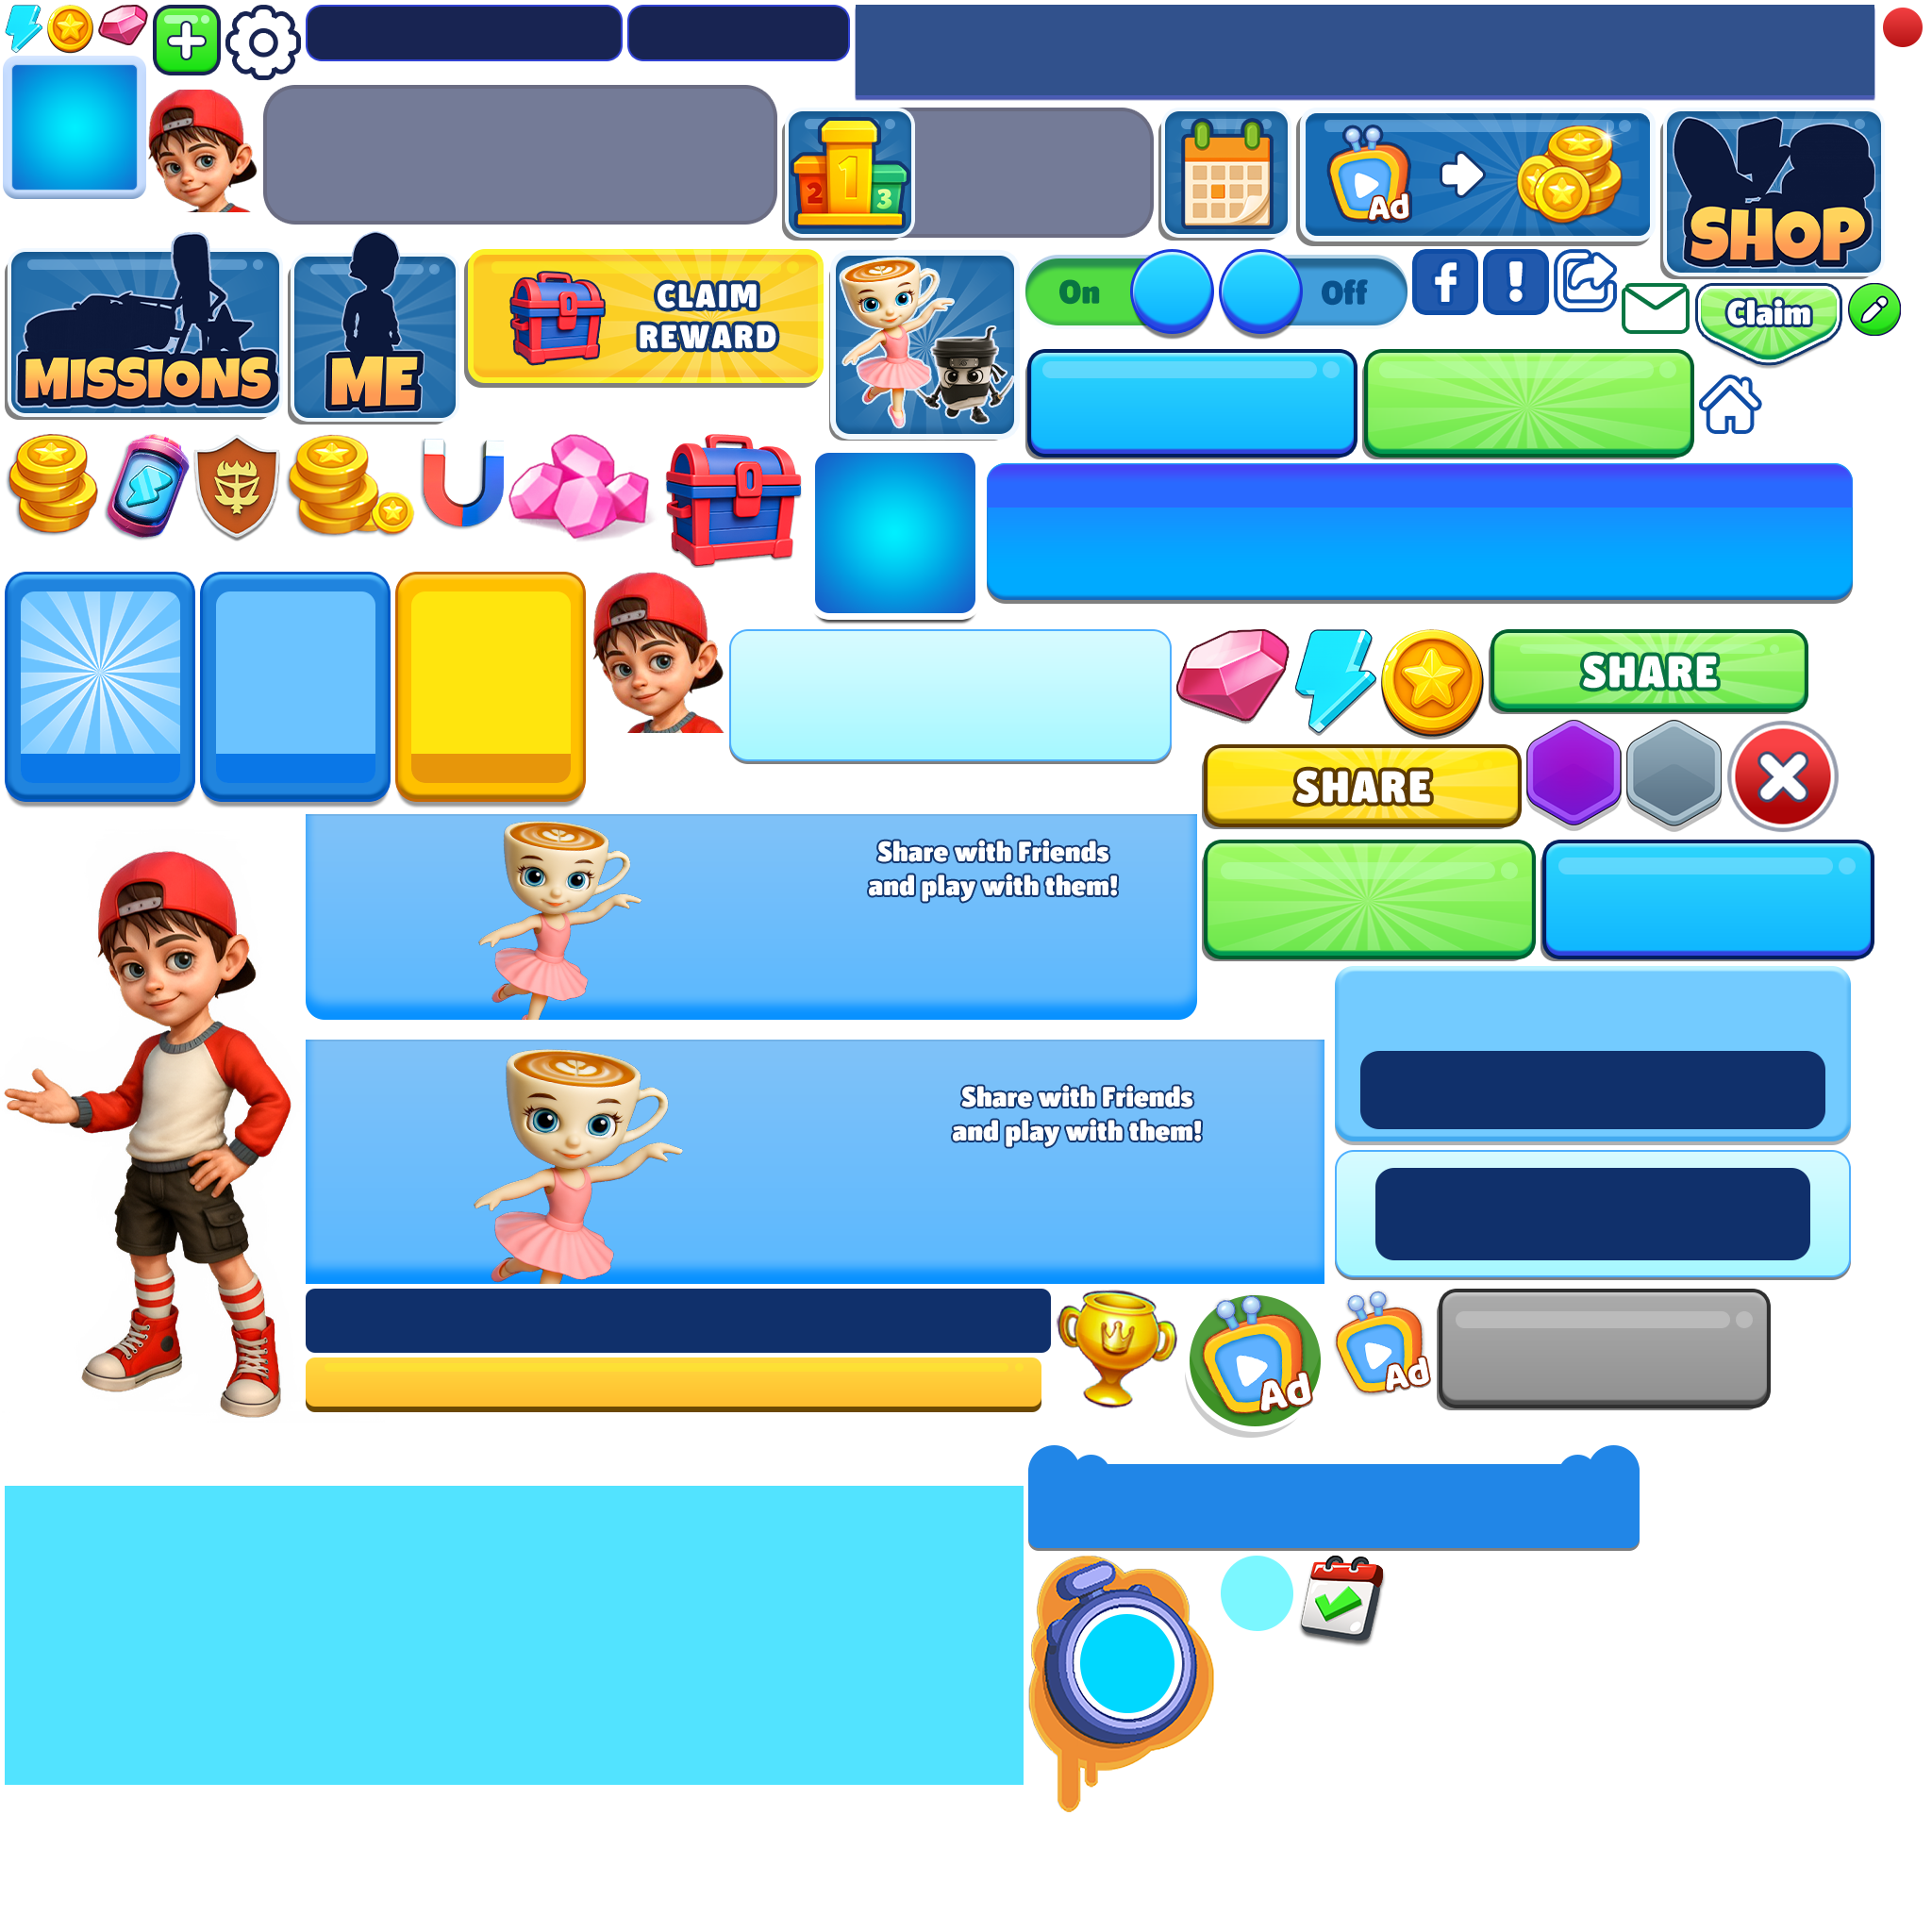 2
1
3
Ad
SHOP
MISSIONS
ME
CLAIM
REWARD
On
Off
f
!
Claim
SHARE
SHARE
Share with Friends
and play with them!
Share with Friends
and play with them!
Ad
Ad